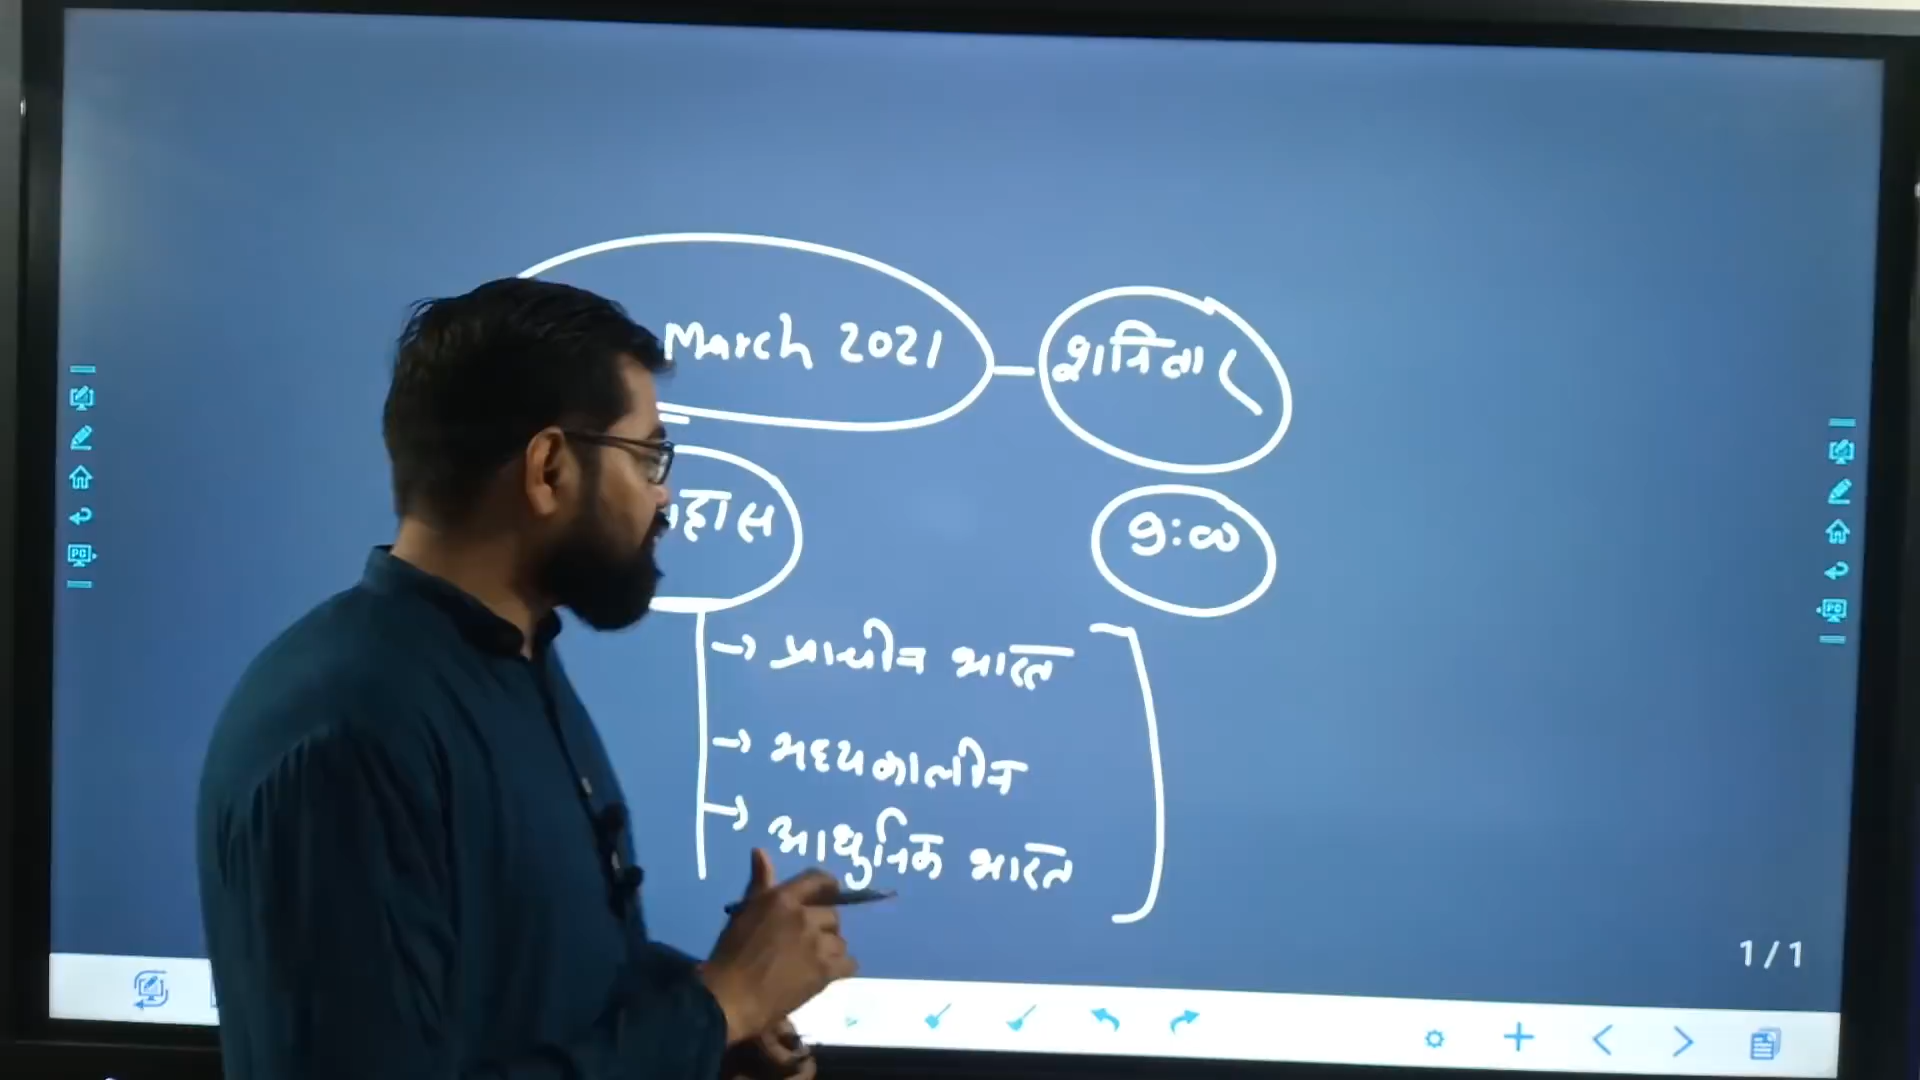 March 2021 – शनिवार
9:00
→ प्राचीन भारत
→ मध्यकालीन
→ आधुनिक भारत
1/1